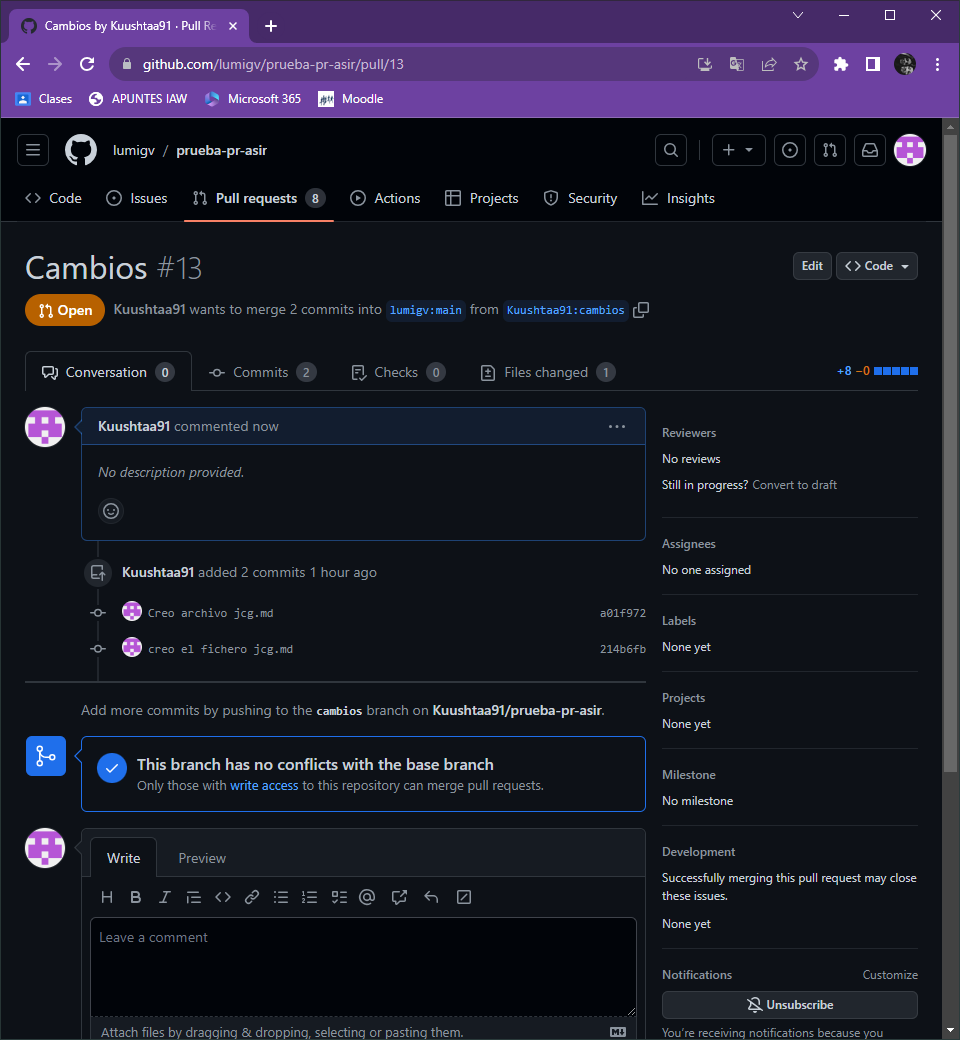 Cambios by Kuushtaa91 · Pull Re
github.com/lumigv/prueba-pr-asir/pull/13
Clases APUNTES IAW Microsoft 365 Moodle
lumigv / prueba-pr-asir
Code Issues Pull requests 8 Actions Projects Security Insights
Cambios #13
Edit Code
Open Kuushtaa91 wants to merge 2 commits into lumigv:main from Kuushtaa91:cambios
Conversation 0 Commits 2 Checks 0 Files changed 1 +8 −0
Kuushtaa91 commented now
No description provided.
Kuushtaa91 added 2 commits 1 hour ago
Creo archivo jcg.md a01f972
creo el fichero jcg.md 214b6fb
Add more commits by pushing to the cambios branch on Kuushtaa91/prueba-pr-asir.
This branch has no conflicts with the base branch
Only those with write access to this repository can merge pull requests.
Write Preview
H B I
Leave a comment
Attach files by dragging & dropping, selecting or pasting them.
Reviewers
No reviews
Still in progress? Convert to draft
Assignees
No one assigned
Labels
None yet
Projects
None yet
Milestone
No milestone
Development
Successfully merging this pull request may close
these issues.
None yet
Notifications Customize
Unsubscribe
You're receiving notifications because you